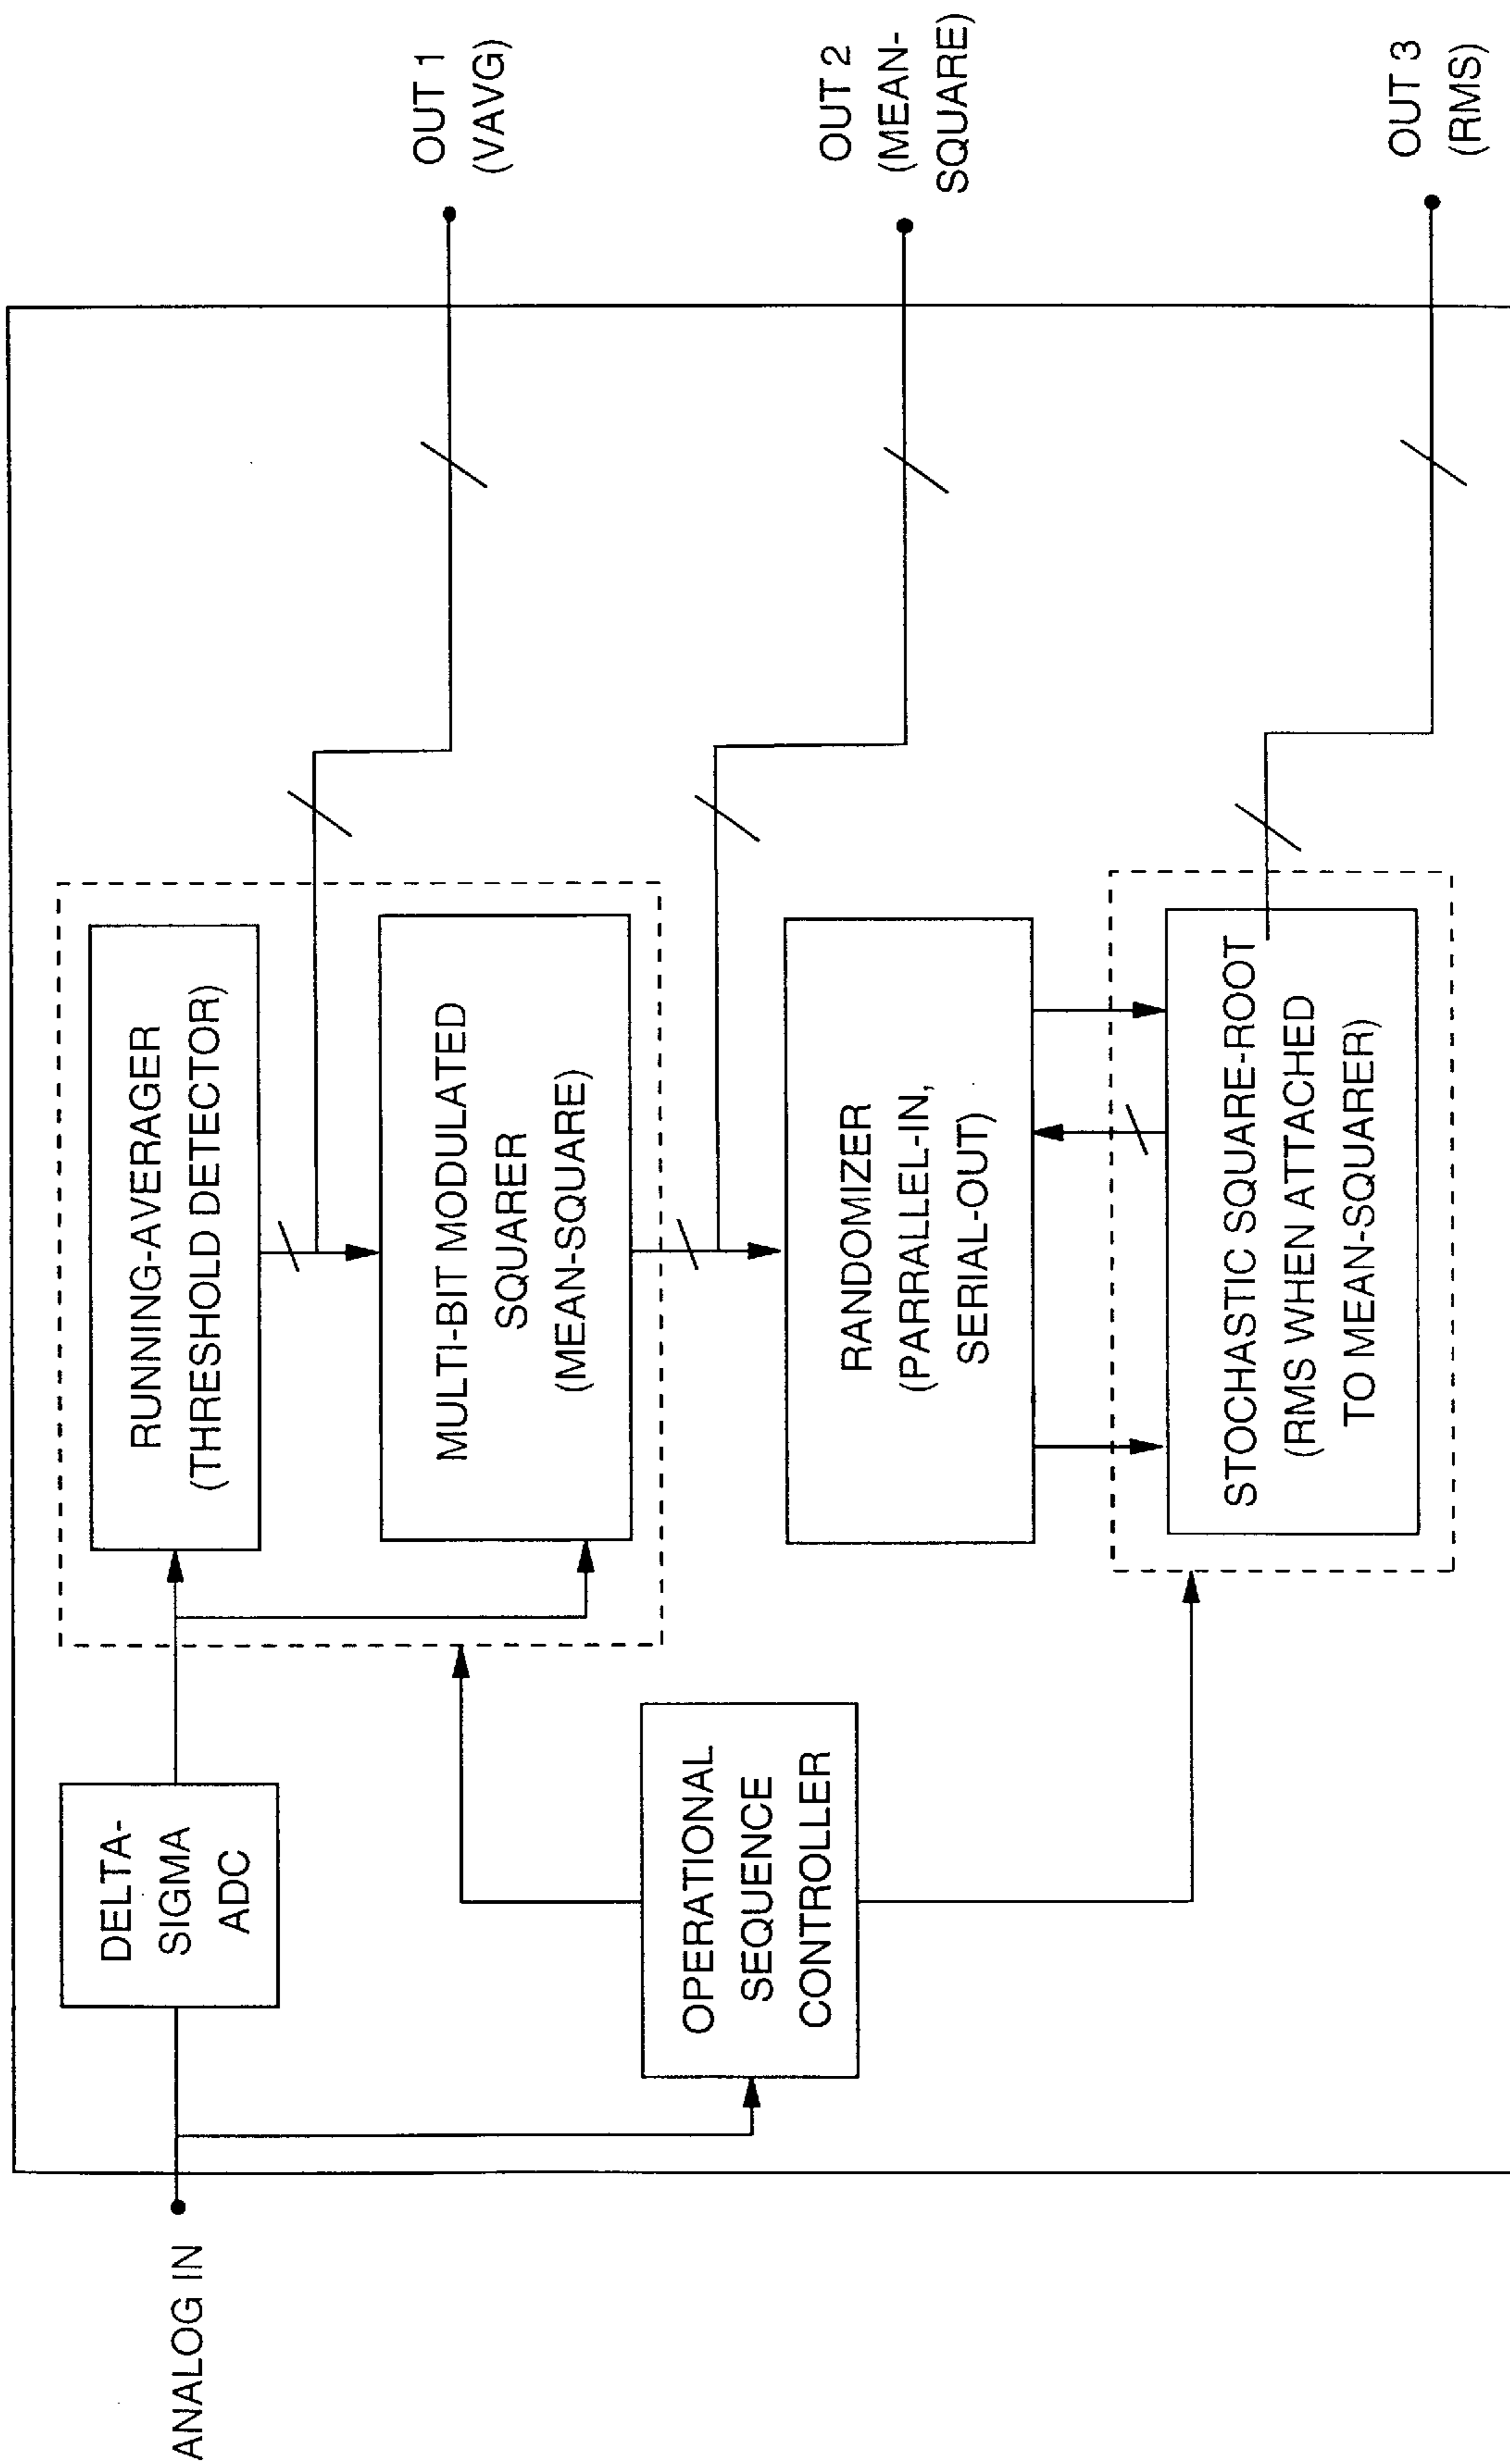 ANALOG IN
DELTA-
SIGMA
ADC
OPERATIONAL
SEQUENCE
CONTROLLER
RUNNING-AVERAGER
(THRESHOLD DETECTOR)
MULTI-BIT MODULATED
SQUARER
(MEAN-SQUARE)
RANDOMIZER
(PARRALLEL-IN,
SERIAL-OUT)
STOCHASTIC SQUARE-ROOT
(RMS WHEN ATTACHED
TO MEAN-SQUARER)
OUT 1
(VAVG)
OUT 2
(MEAN-
SQUARE)
OUT 3
(RMS)